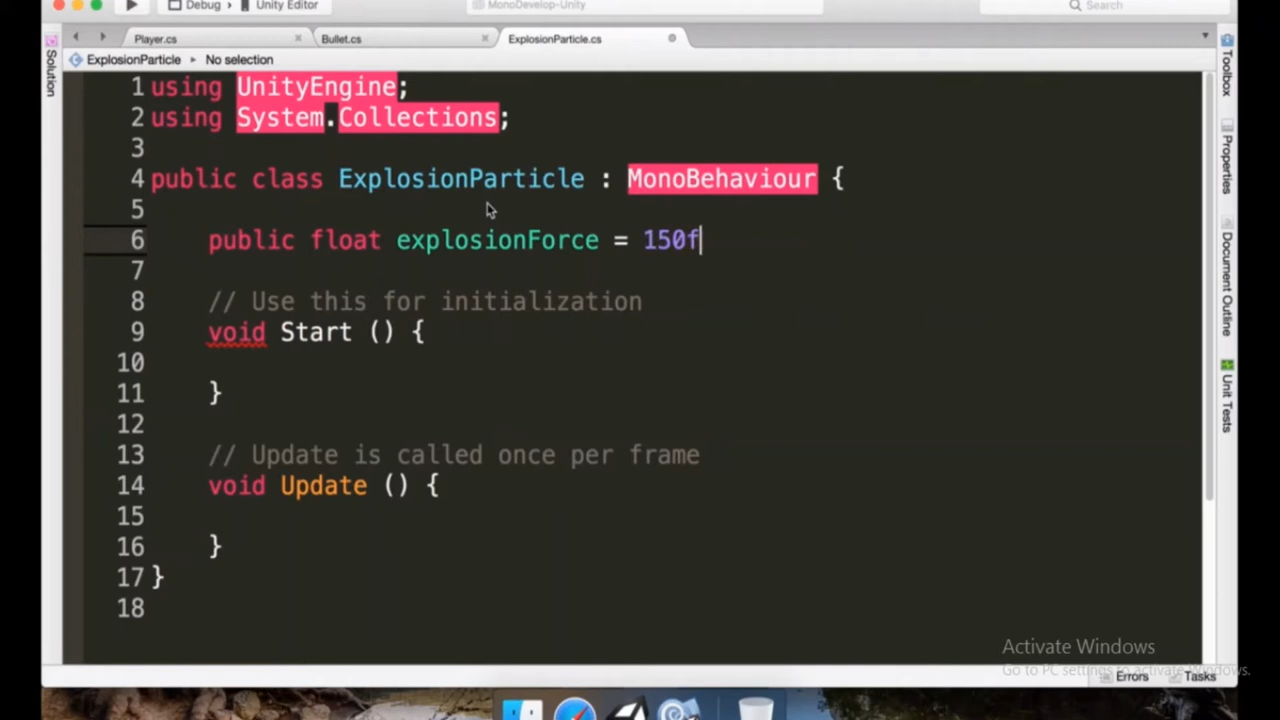 Debug
Unity Editor
MonoDevelop-Unity
Search
Player.cs
Bullet.cs
ExplosionParticle.cs
ExplosionParticle
No selection
Solution
1 using UnityEngine;
2 using System.Collections;
3
4 public class ExplosionParticle : MonoBehaviour {
5
6 public float explosionForce = 150f
7
8 // Use this for initialization
9 void Start () {
10
11 }
12
13 // Update is called once per frame
14 void Update () {
15
16 }
17 }
18
Toolbox
Properties
Document Outline
Unit Tests
Activate Windows
Go to PC settings to activate Windows.
Errors
Tasks